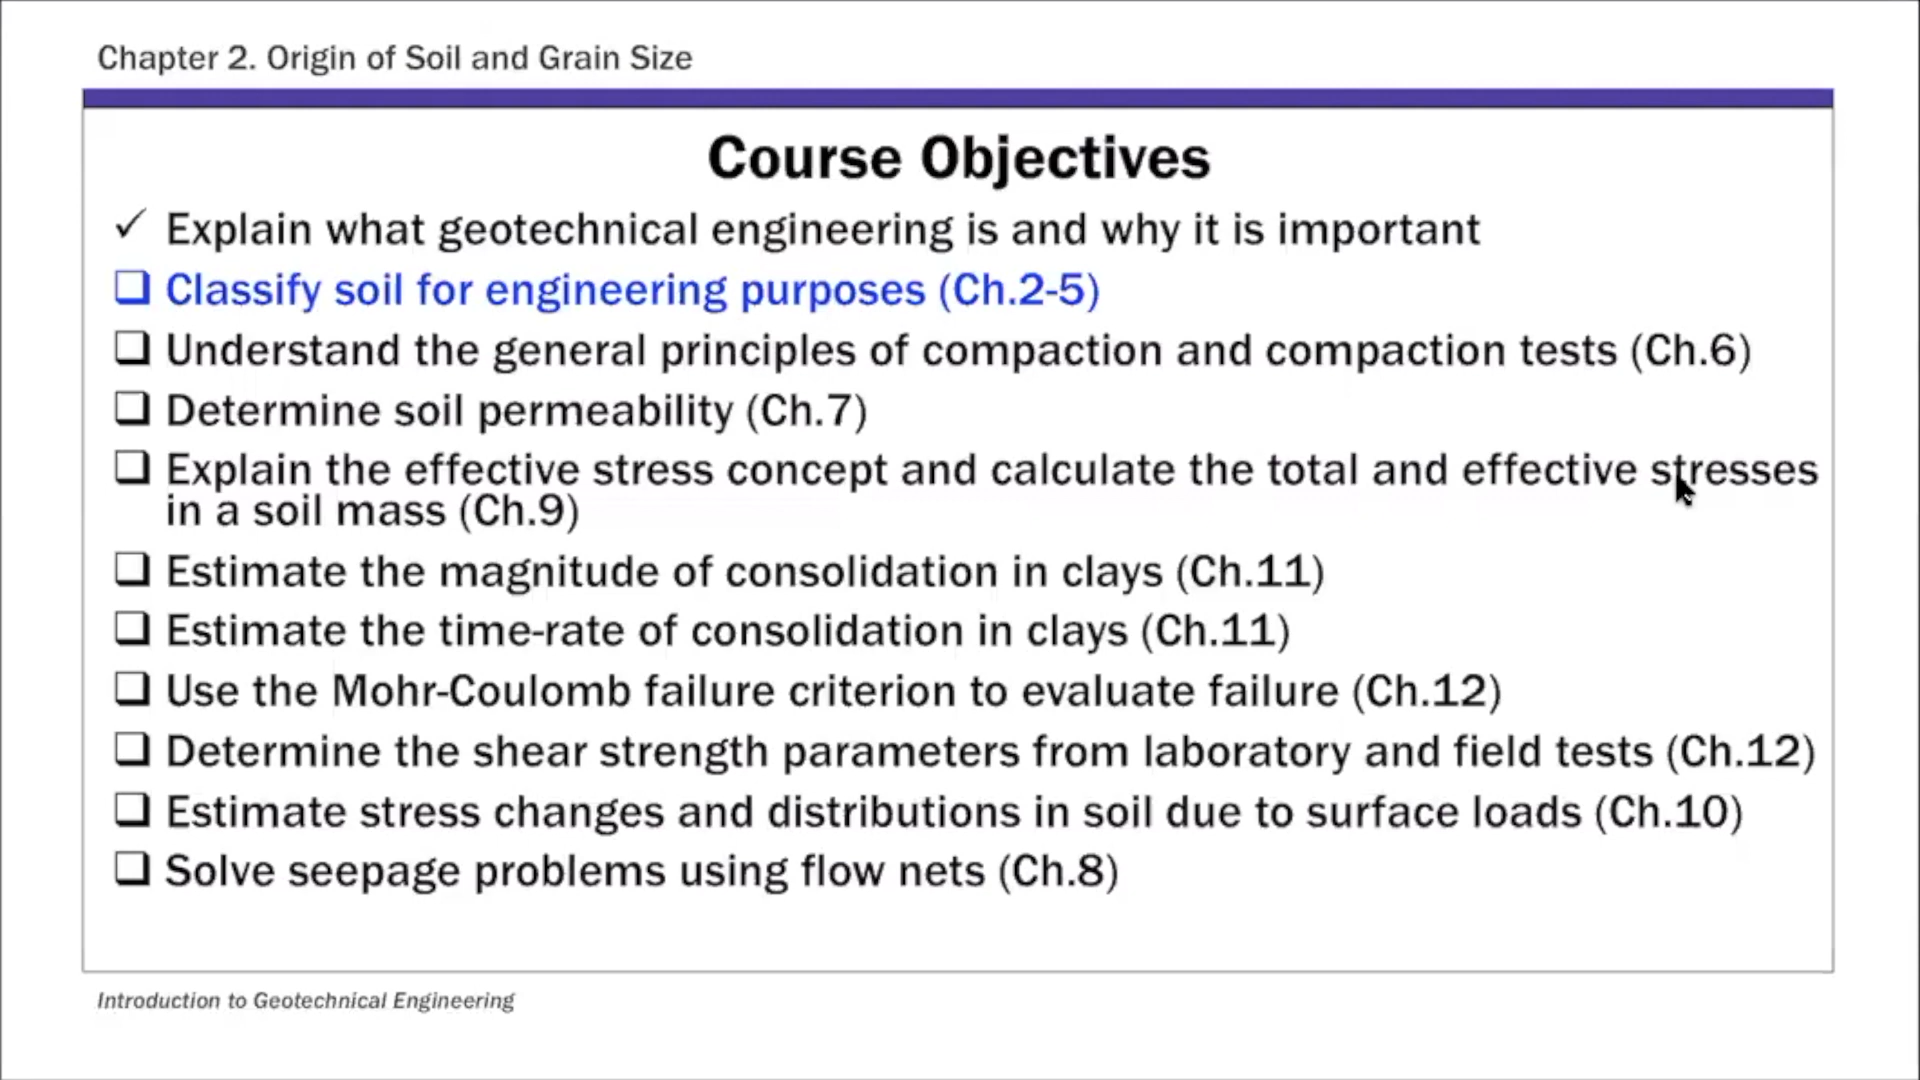 Chapter 2. Origin of Soil and Grain Size
Course Objectives
✓ Explain what geotechnical engineering is and why it is important
❑ Classify soil for engineering purposes (Ch.2-5)
❑ Understand the general principles of compaction and compaction tests (Ch.6)
❑ Determine soil permeability (Ch.7)
❑ Explain the effective stress concept and calculate the total and effective stresses
in a soil mass (Ch.9)
❑ Estimate the magnitude of consolidation in clays (Ch.11)
❑ Estimate the time-rate of consolidation in clays (Ch.11)
❑ Use the Mohr-Coulomb failure criterion to evaluate failure (Ch.12)
❑ Determine the shear strength parameters from laboratory and field tests (Ch.12)
❑ Estimate stress changes and distributions in soil due to surface loads (Ch.10)
❑ Solve seepage problems using flow nets (Ch.8)
Introduction to Geotechnical Engineering